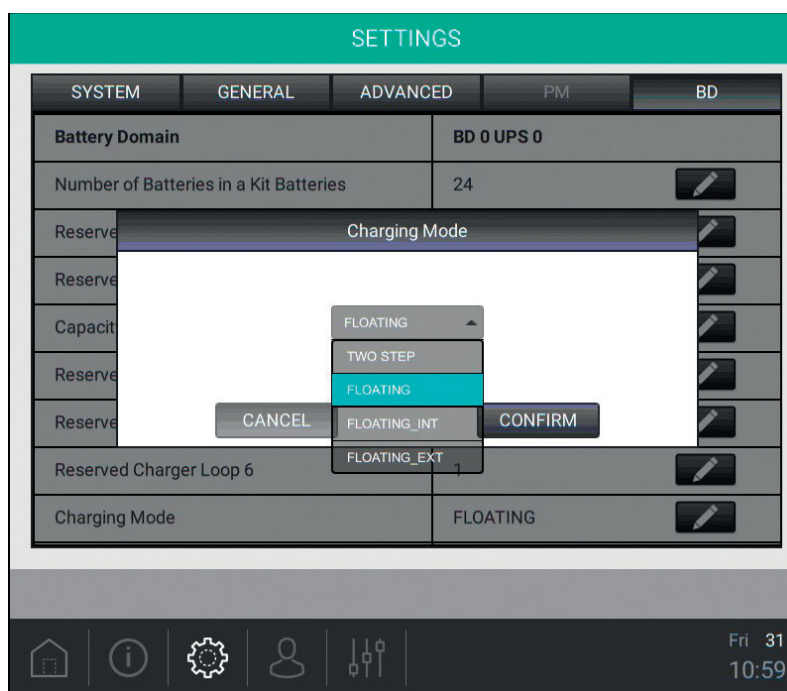 SETTINGS
SYSTEM GENERAL ADVANCED PM BD
Battery Domain BD 0 UPS 0
Number of Batteries in a Kit Batteries 24
Reserve
Charging Mode
Reserve
Capacit
FLOATING
TWO STEP
Reserve
FLOATING
Reserve
CANCEL FLOATING_INT CONFIRM
FLOATING_EXT
Reserved Charger Loop 6 1
Charging Mode FLOATING
Fri 31
10:59